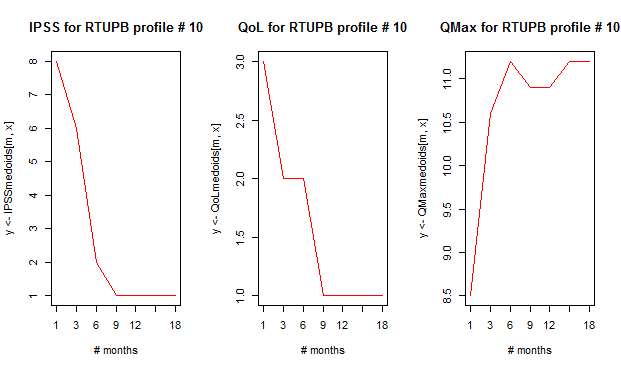 IPSS for RTUPB profile # 10
y <- IPSSmedoids[m, x]
8
7
6
5
4
3
2
1
1 3 6 9 12 18
# months
QoL for RTUPB profile # 10
y <- QoLmedoids[m, x]
3.0
2.5
2.0
1.5
1.0
1 3 6 9 12 18
# months
QMax for RTUPB profile # 10
y <- QMaxmedoids[m, x]
11.0
10.5
10.0
9.5
9.0
8.5
1 3 6 9 12 18
# months